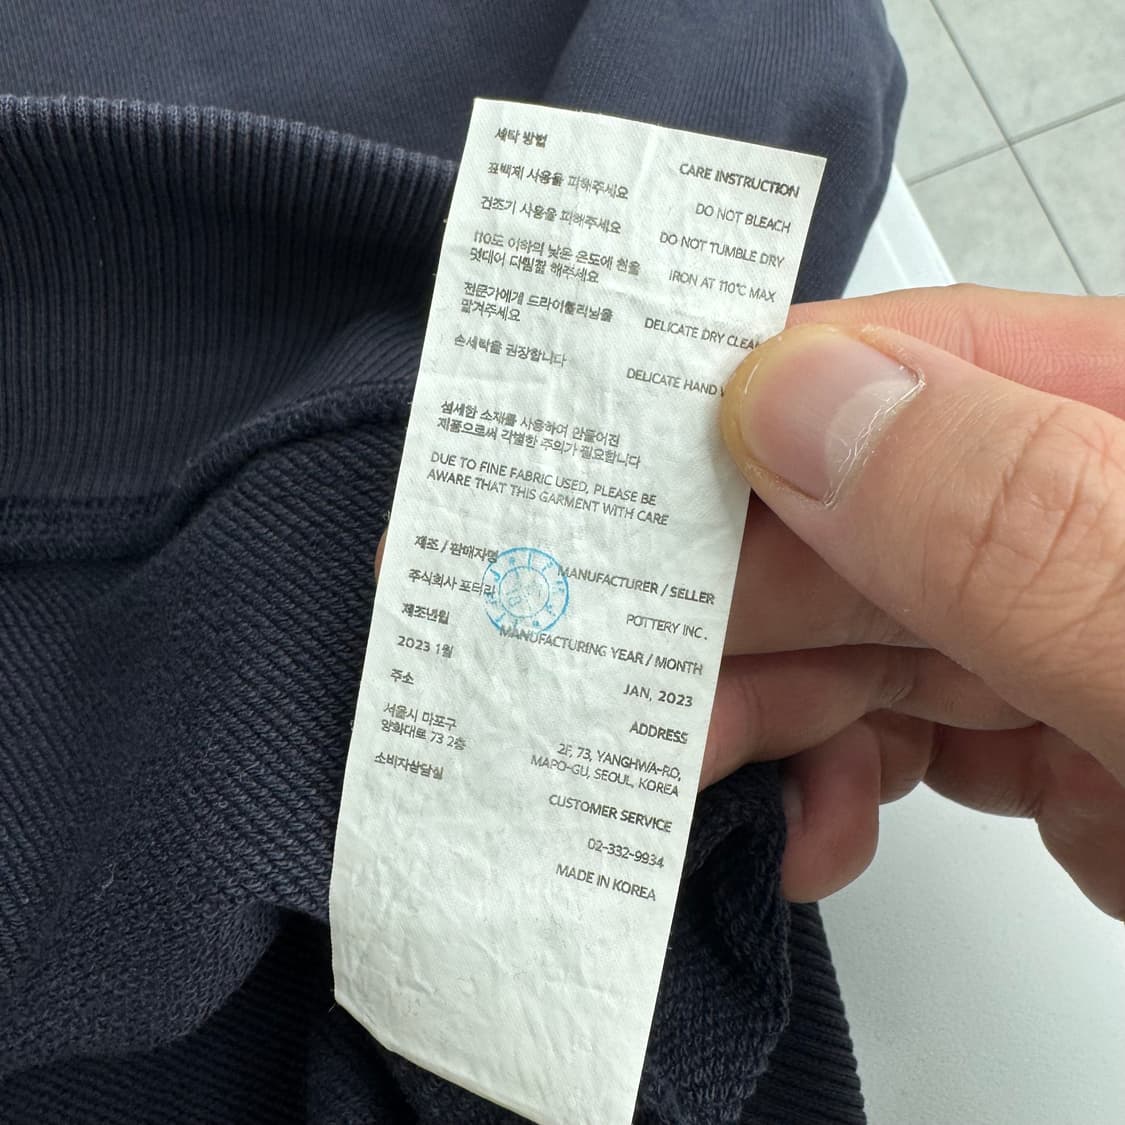 세탁 방법
CARE INSTRUCTION
표백제 사용을 피해주세요
DO NOT BLEACH
건조기 사용을 피해주세요
DO NOT TUMBLE DRY
110도 이하의 낮은 온도에 천을
덧대어 다림질 해주세요
IRON AT 110℃ MAX
전문가에게 드라이클리닝을
맡겨주세요
DELICATE DRY CLEA
손세탁을 권장합니다
DELICATE HAND
섬세한 소재를 사용하여 만들어진
제품으로써 각별한 주의가 필요합니다
DUE TO FINE FABRIC USED, PLEASE BE
AWARE THAT THIS GARMENT WITH CARE
제조 / 판매자명
MANUFACTURER / SELLER
주식회사 포터리
POTTERY INC.
제조년월
MANUFACTURING YEAR / MONTH
2023 1월
JAN, 2023
주소
ADDRESS
서울시 마포구
양화대로 73 2층
2F, 73, YANGHWA-RO,
MAPO-GU, SEOUL, KOREA
소비자상담실
CUSTOMER SERVICE
02-332-9934
MADE IN KOREA